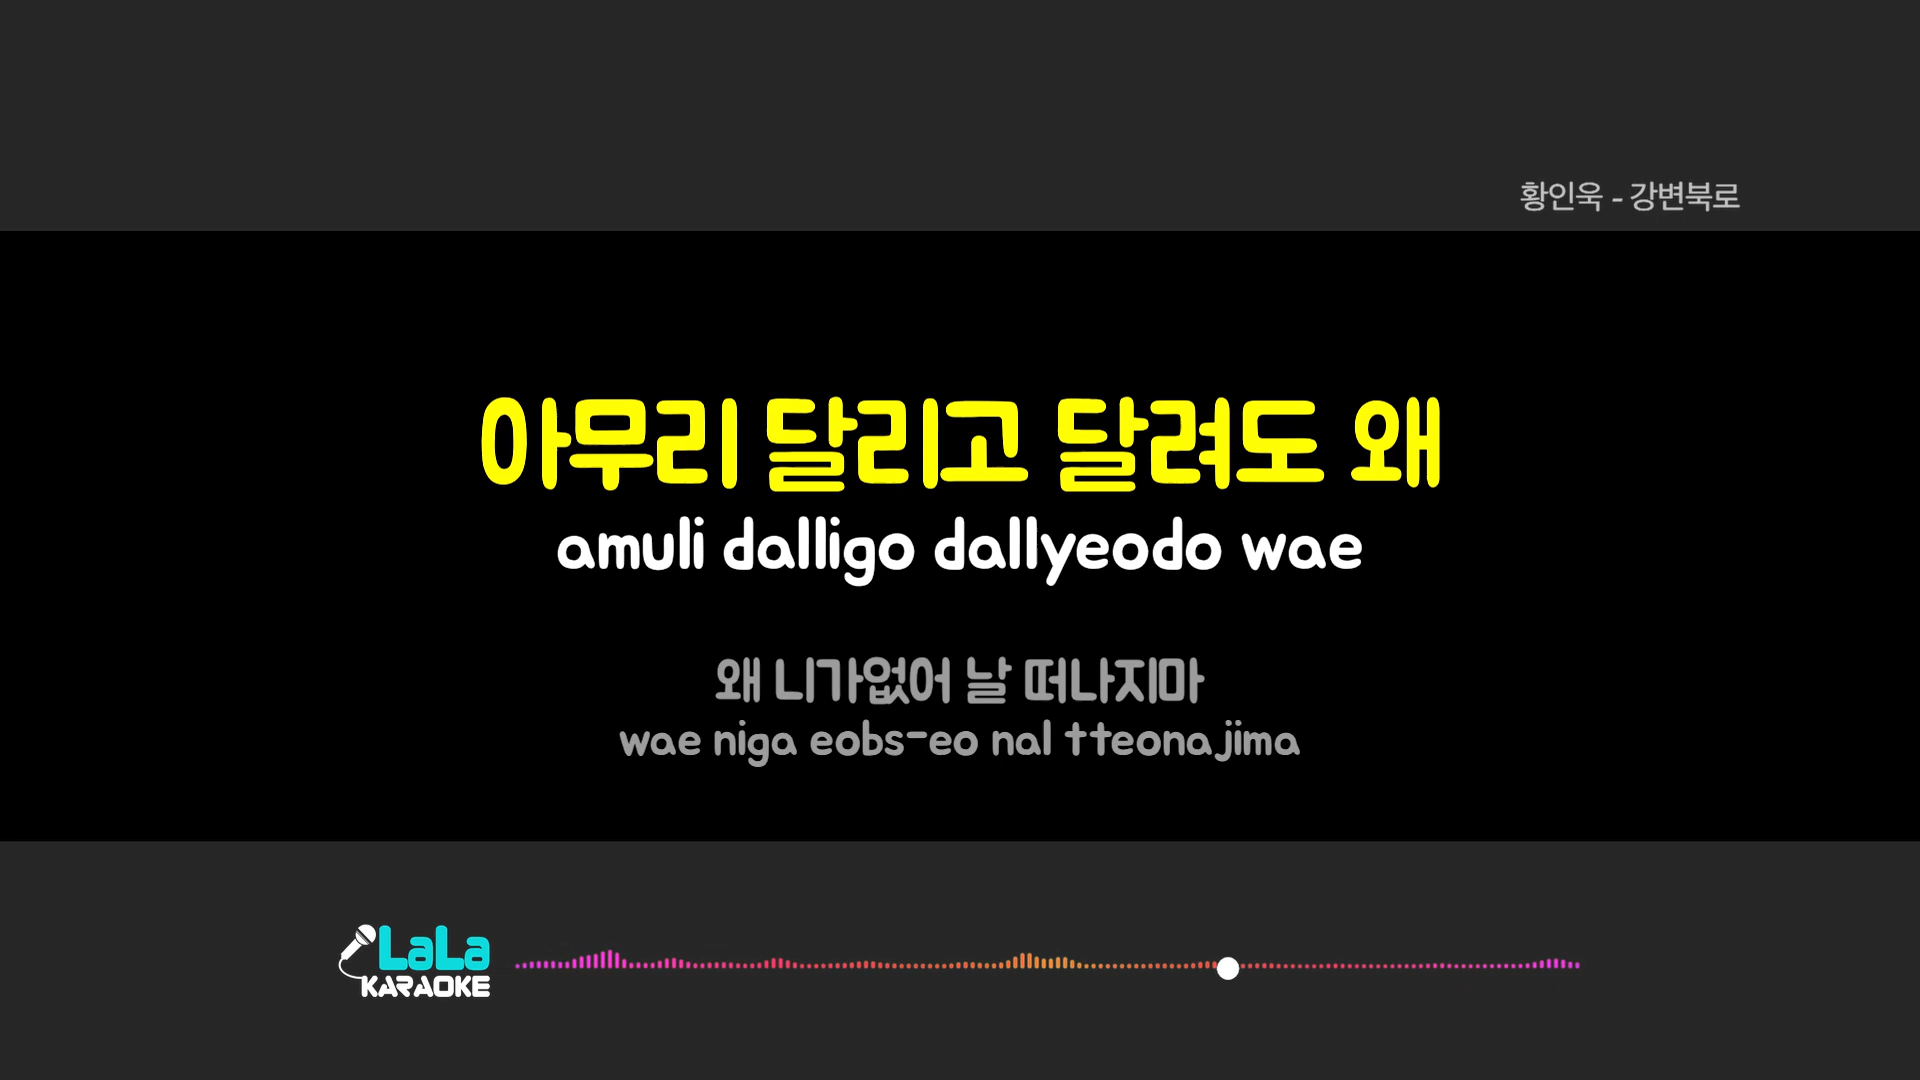 황인욱 - 강변북로
아무리 달리고 달려도 왜
amuli dalligo dallyeodo wae
왜 니가없어 날 떠나지마
wae niga eobs-eo nal tteonajima
LaLa
KARAOKE